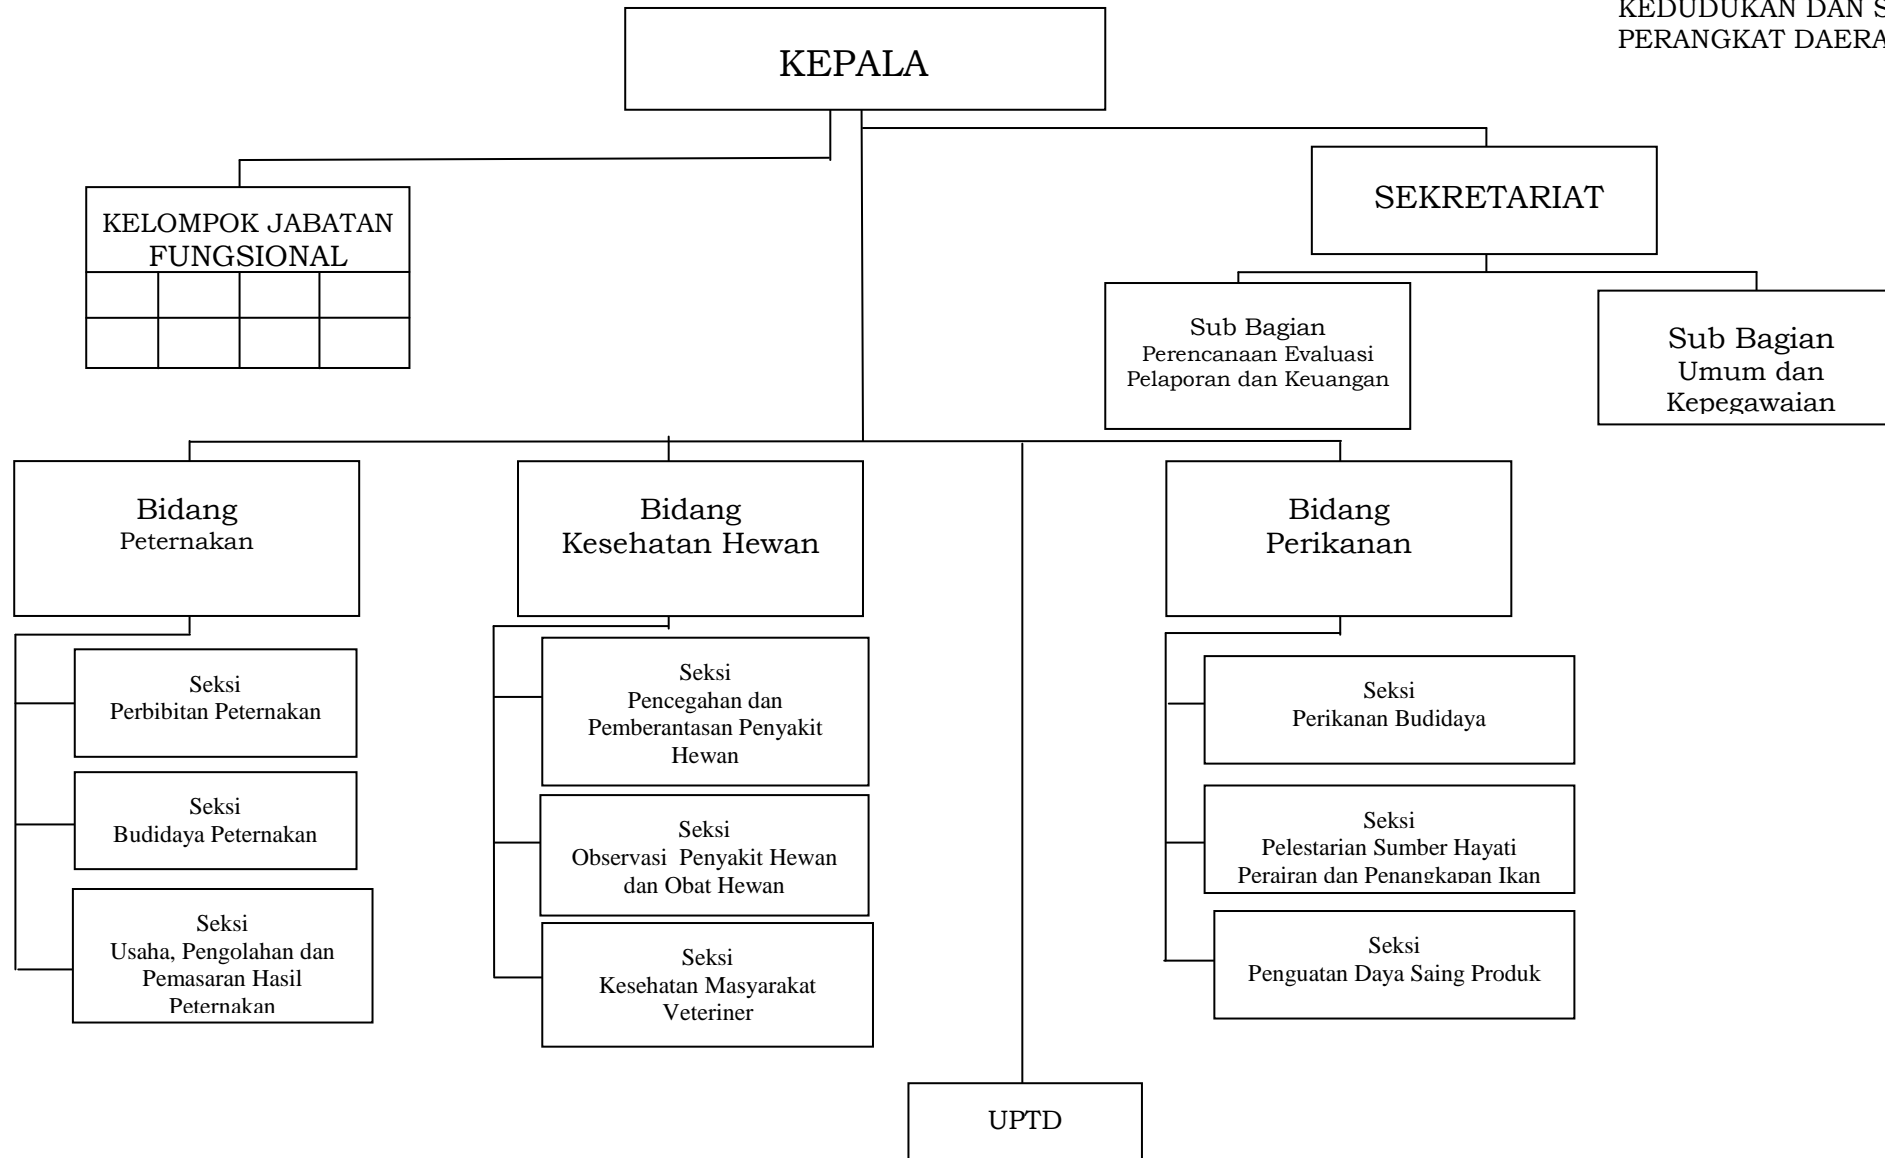 KEDUDUKAN DAN S
PERANGKAT DAERA
KEPALA
KELOMPOK JABATAN
FUNGSIONAL
SEKRETARIAT
Sub Bagian
Perencanaan Evaluasi
Pelaporan dan Keuangan
Sub Bagian
Umum dan
Kepegawaian
Bidang
Peternakan
Bidang
Kesehatan Hewan
Bidang
Perikanan
Seksi
Perbibitan Peternakan
Seksi
Budidaya Peternakan
Seksi
Usaha, Pengolahan dan
Pemasaran Hasil
Peternakan
Seksi
Pencegahan dan
Pemberantasan Penyakit
Hewan
Seksi
Observasi Penyakit Hewan
dan Obat Hewan
Seksi
Kesehatan Masyarakat
Veteriner
Seksi
Perikanan Budidaya
Seksi
Pelestarian Sumber Hayati
Perairan dan Penangkapan Ikan
Seksi
Penguatan Daya Saing Produk
UPTD